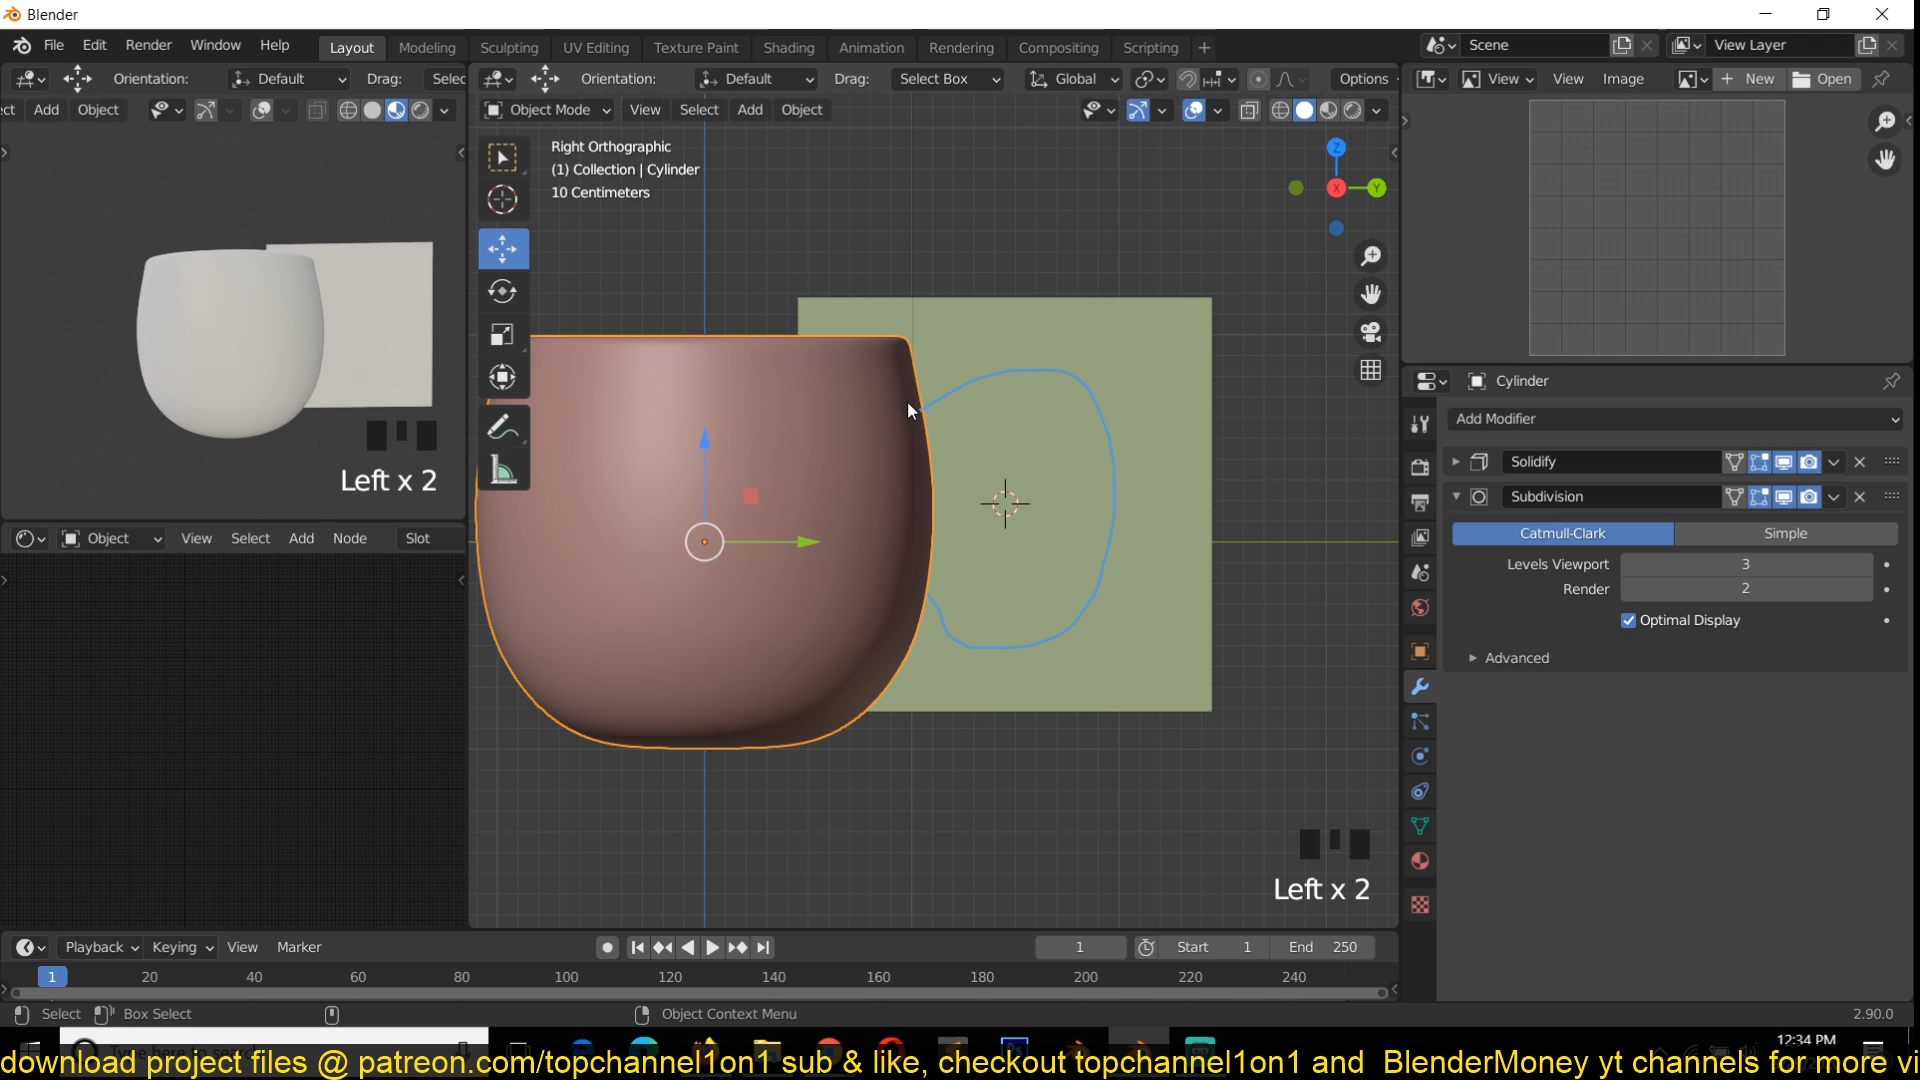 Blender
File Edit Render Window Help Layout Modeling Sculpting UV Editing Texture Paint Shading Animation Rendering Compositing Scripting Scene View Layer
Orientation: Default Drag: Selec Orientation: Default Drag: Select Box Global Options View View Image New Open
ect Add Object Object Mode View Select Add Object
Right Orthographic
(1) Collection | Cylinder
10 Centimeters
Z
X
Y
Cylinder
Add Modifier
Solidify
Subdivision
Catmull-Clark Simple
Levels Viewport 3
Render 2
Optimal Display
Advanced
Left x 2
Object View Select Add Node Slot
Left x 2
Playback Keying View Marker 1 Start 1 End 250
1 20 40 60 80 100 120 140 160 180 200 220 240
Select Box Select Object Context Menu 2.90.0
12:34 PM
download project files @ patreon.com/topchannel1on1 sub & like, checkout topchannel1on1 and BlenderMoney yt channels for more vi